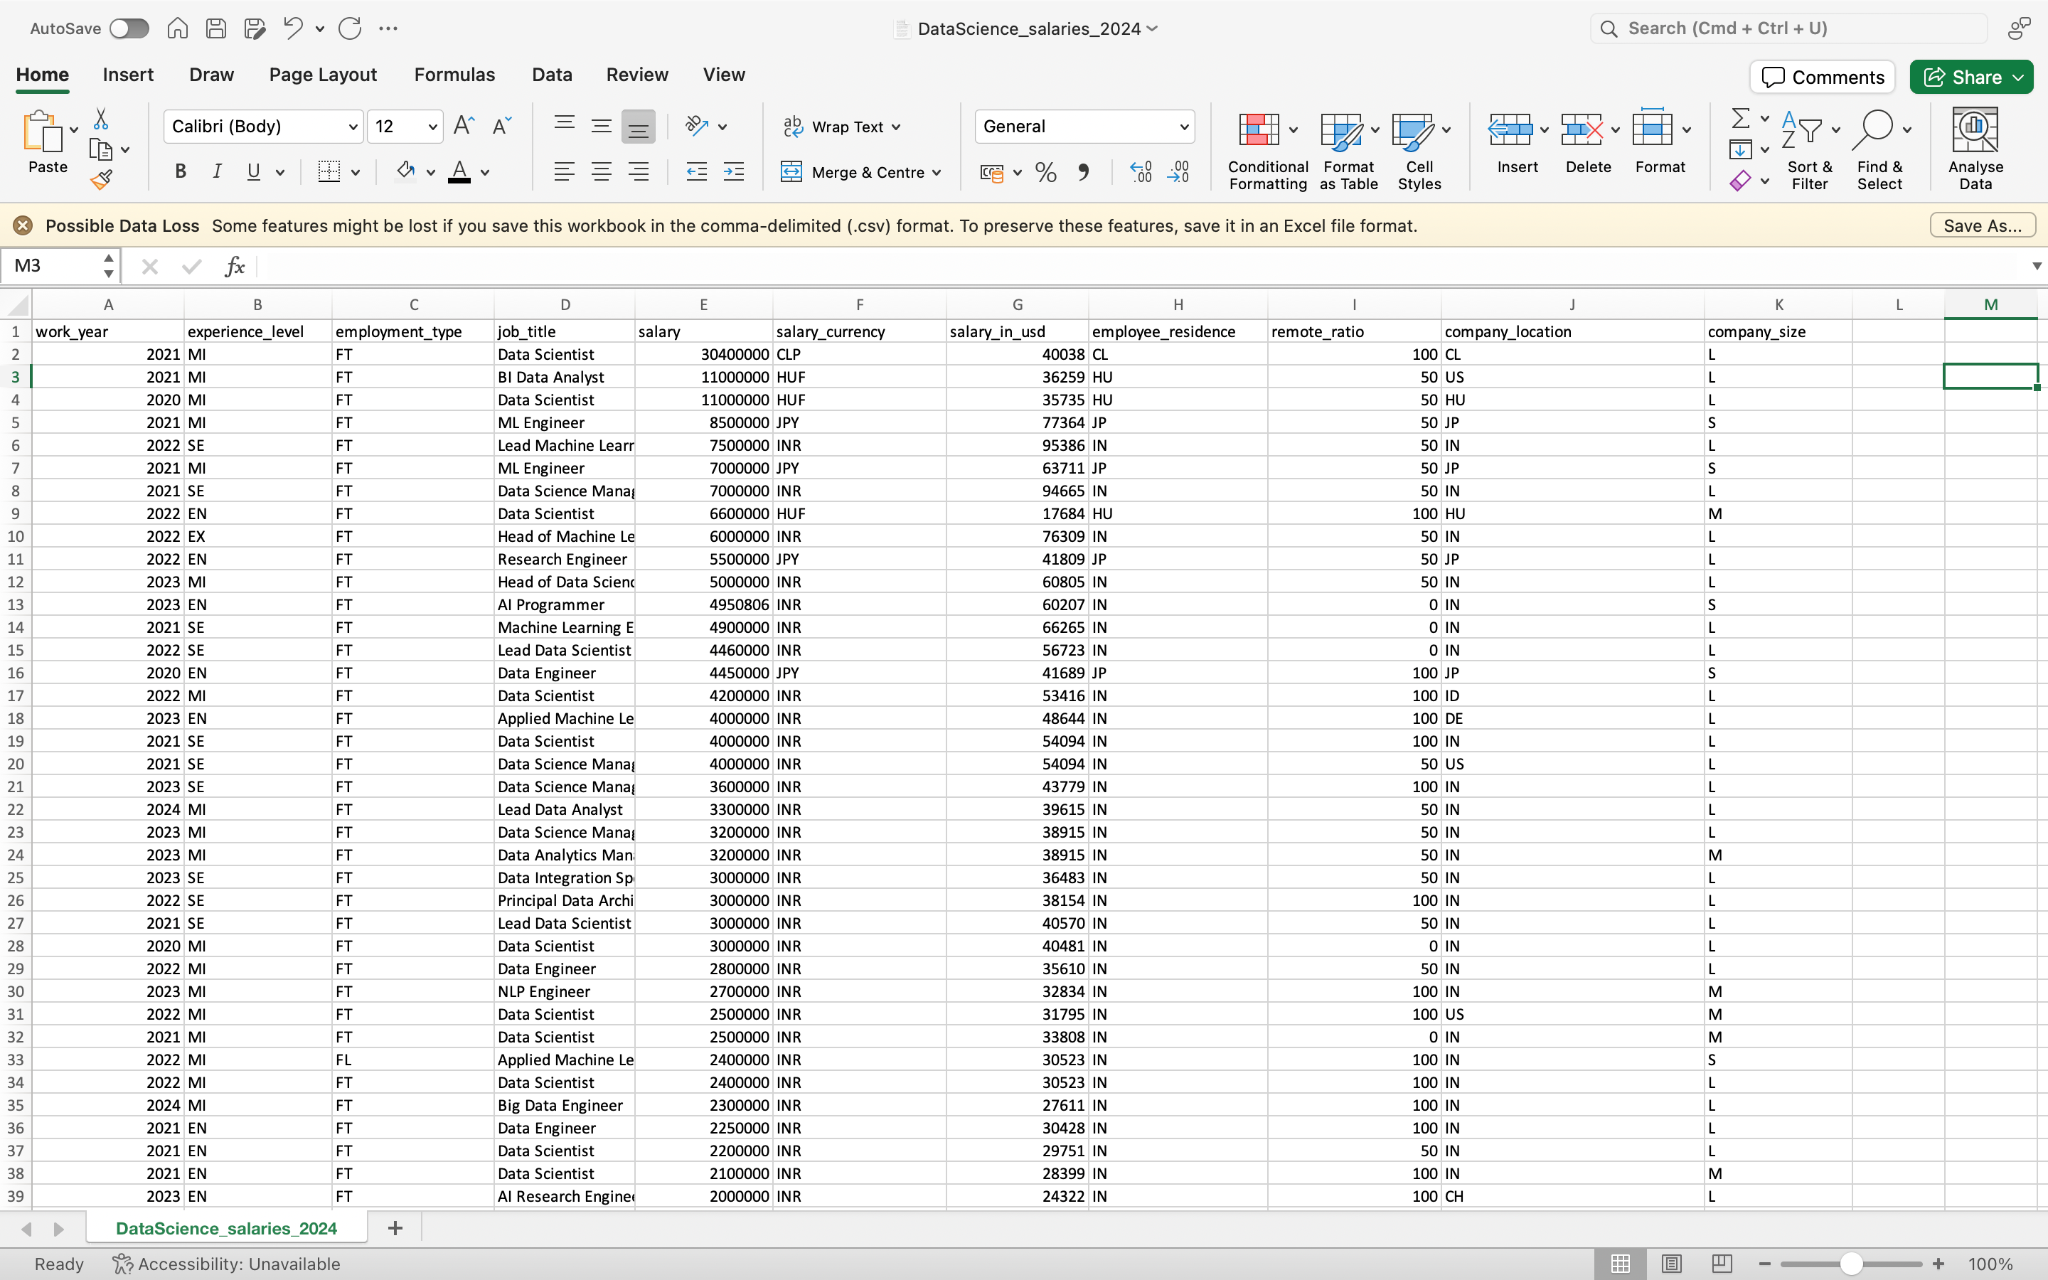 AutoSave DataScience_salaries_2024 Search (Cmd + Ctrl + U)
Home Insert Draw Page Layout Formulas Data Review View Comments Share
Paste Calibri (Body) 12 Wrap Text General
B I U A Merge & Centre % Conditional Formatting Format as Table Cell Styles Insert Delete Format Sort & Filter Find & Select Analyse Data
Possible Data Loss Some features might be lost if you save this workbook in the comma-delimited (.csv) format. To preserve these features, save it in an Excel file format. Save As...
M3 fx
A B C D E F G H I J K L M
1 work_year experience_level employment_type job_title salary salary_currency salary_in_usd employee_residence remote_ratio company_location company_size
2 2021 MI FT Data Scientist 30400000 CLP 40038 CL 100 CL L
3 2021 MI FT BI Data Analyst 11000000 HUF 36259 HU 50 US L
4 2020 MI FT Data Scientist 11000000 HUF 35735 HU 50 HU L
5 2021 MI FT ML Engineer 8500000 JPY 77364 JP 50 JP S
6 2022 SE FT Lead Machine Learn 7500000 INR 95386 IN 50 IN L
7 2021 MI FT ML Engineer 7000000 JPY 63711 JP 50 JP S
8 2021 SE FT Data Science Manag 7000000 INR 94665 IN 50 IN L
9 2022 EN FT Data Scientist 6600000 HUF 17684 HU 100 HU M
10 2022 EX FT Head of Machine Le 6000000 INR 76309 IN 50 IN L
11 2022 EN FT Research Engineer 5500000 JPY 41809 JP 50 JP L
12 2023 MI FT Head of Data Scienc 5000000 INR 60805 IN 50 IN L
13 2023 EN FT AI Programmer 4950806 INR 60207 IN 0 IN S
14 2021 SE FT Machine Learning E 4900000 INR 66265 IN 0 IN L
15 2022 SE FT Lead Data Scientist 4460000 INR 56723 IN 0 IN L
16 2020 EN FT Data Engineer 4450000 JPY 41689 JP 100 JP S
17 2022 MI FT Data Scientist 4200000 INR 53416 IN 100 ID L
18 2023 EN FT Applied Machine Le 4000000 INR 48644 IN 100 DE L
19 2021 SE FT Data Scientist 4000000 INR 54094 IN 100 IN L
20 2021 SE FT Data Science Manag 4000000 INR 54094 IN 50 US L
21 2023 SE FT Data Science Manag 3600000 INR 43779 IN 100 IN L
22 2024 MI FT Lead Data Analyst 3300000 INR 39615 IN 50 IN L
23 2023 MI FT Data Science Manag 3200000 INR 38915 IN 50 IN L
24 2023 MI FT Data Analytics Man 3200000 INR 38915 IN 50 IN M
25 2023 SE FT Data Integration Sp 3000000 INR 36483 IN 50 IN L
26 2022 SE FT Principal Data Archi 3000000 INR 38154 IN 100 IN L
27 2021 SE FT Lead Data Scientist 3000000 INR 40570 IN 50 IN L
28 2020 MI FT Data Scientist 3000000 INR 40481 IN 0 IN L
29 2022 MI FT Data Engineer 2800000 INR 35610 IN 50 IN L
30 2023 MI FT NLP Engineer 2700000 INR 32834 IN 100 IN M
31 2022 MI FT Data Scientist 2500000 INR 31795 IN 100 US M
32 2021 MI FT Data Scientist 2500000 INR 33808 IN 0 IN M
33 2022 MI FL Applied Machine Le 2400000 INR 30523 IN 100 IN S
34 2022 MI FT Data Scientist 2400000 INR 30523 IN 100 IN L
35 2024 MI FT Big Data Engineer 2300000 INR 27611 IN 100 IN L
36 2021 EN FT Data Engineer 2250000 INR 30428 IN 100 IN L
37 2021 EN FT Data Scientist 2200000 INR 29751 IN 50 IN L
38 2021 EN FT Data Scientist 2100000 INR 28399 IN 100 IN M
39 2023 EN FT AI Research Enginee 2000000 INR 24322 IN 100 CH L
DataScience_salaries_2024
Ready Accessibility: Unavailable 100%